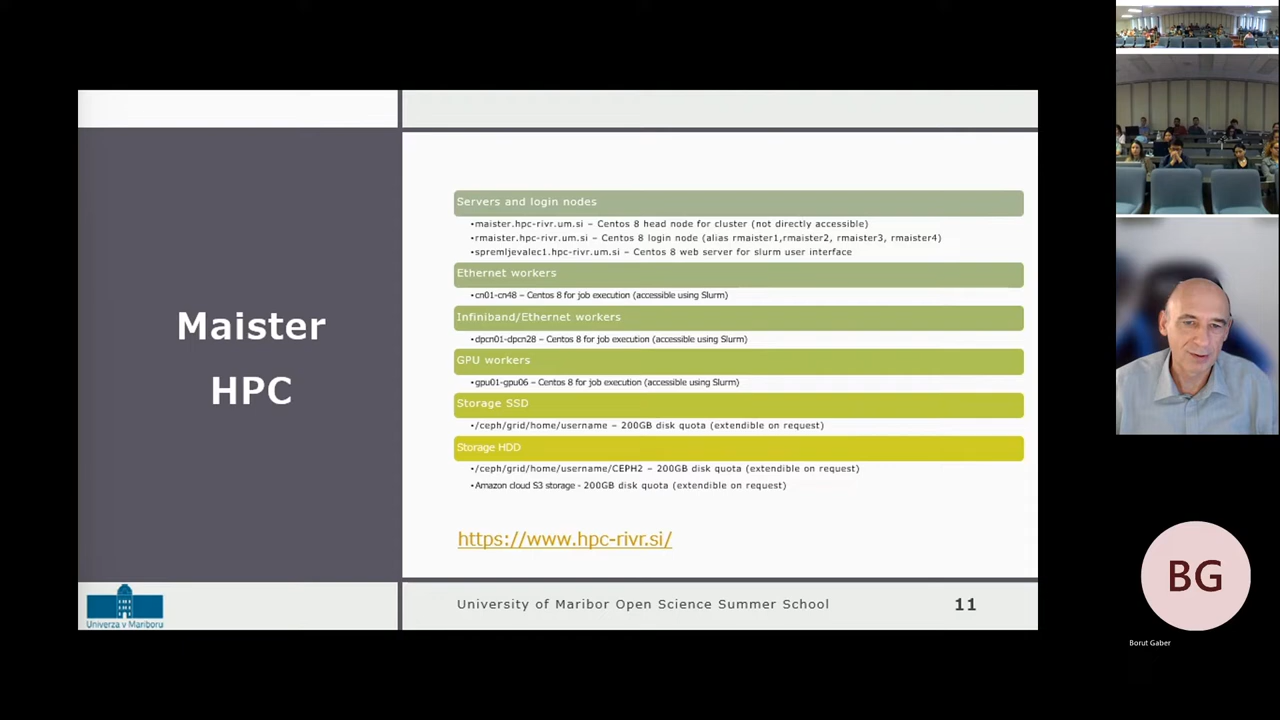 Maister
HPC
Servers and login nodes
•maister.hpc-rivr.um.si – Centos 8 head node for cluster (not directly accessible)
•rmaister.hpc-rivr.um.si – Centos 8 login node (alias rmaister1,rmaister2, rmaister3, rmaister4)
•spremljevalec1.hpc-rivr.um.si – Centos 8 web server for slurm user interface
Ethernet workers
•cn01-cn48 – Centos 8 for job execution (accessible using Slurm)
Infiniband/Ethernet workers
•dpcn01-dpcn28 – Centos 8 for job execution (accessible using Slurm)
GPU workers
•gpu01-gpu06 – Centos 8 for job execution (accessible using Slurm)
Storage SSD
•/ceph/grid/home/username – 200GB disk quota (extendible on request)
Storage HDD
•/ceph/grid/home/username/CEPH2 – 200GB disk quota (extendible on request)
•Amazon cloud S3 storage - 200GB disk quota (extendible on request)
https://www.hpc-rivr.si/
Univerza v Mariboru
University of Maribor Open Science Summer School
11
BG
Borut Gaber